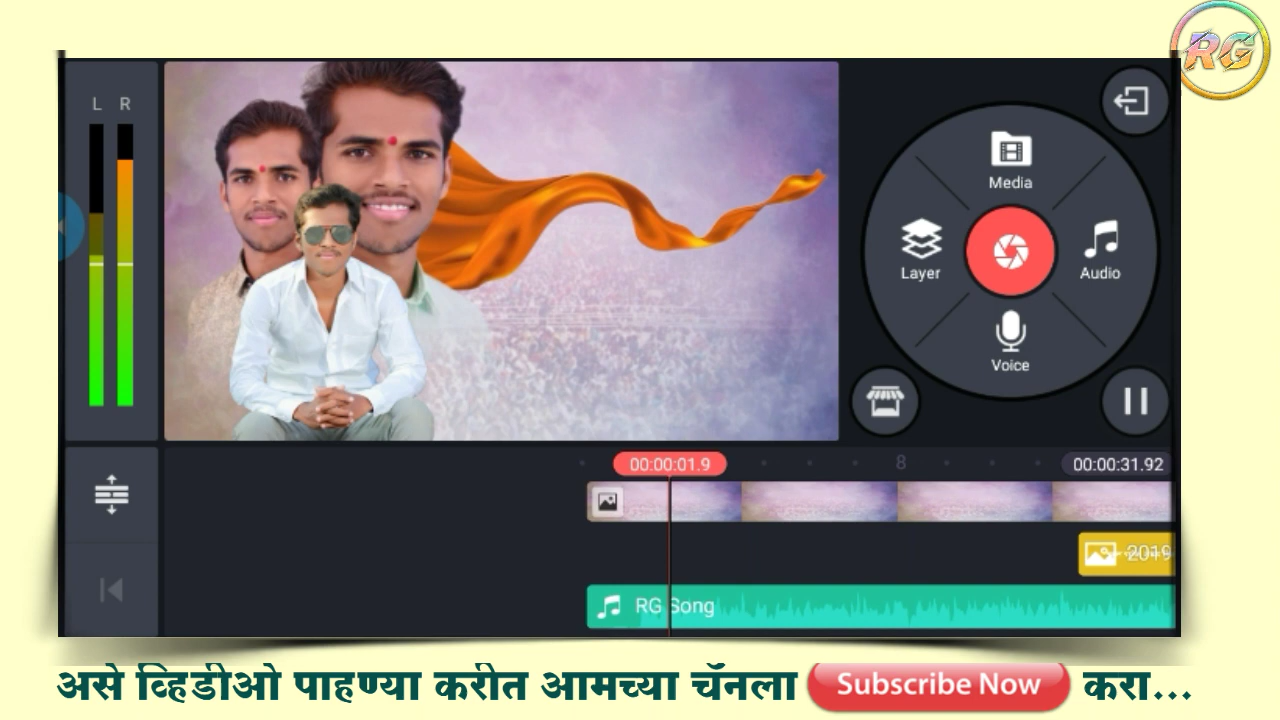 RG
L R
Media
Layer
Audio
Voice
00:00:01.9
8
00:00:31.92
2019
RG Song
असे व्हिडीओ पाहण्या करीत आमच्या चॅनला Subscribe Now करा...